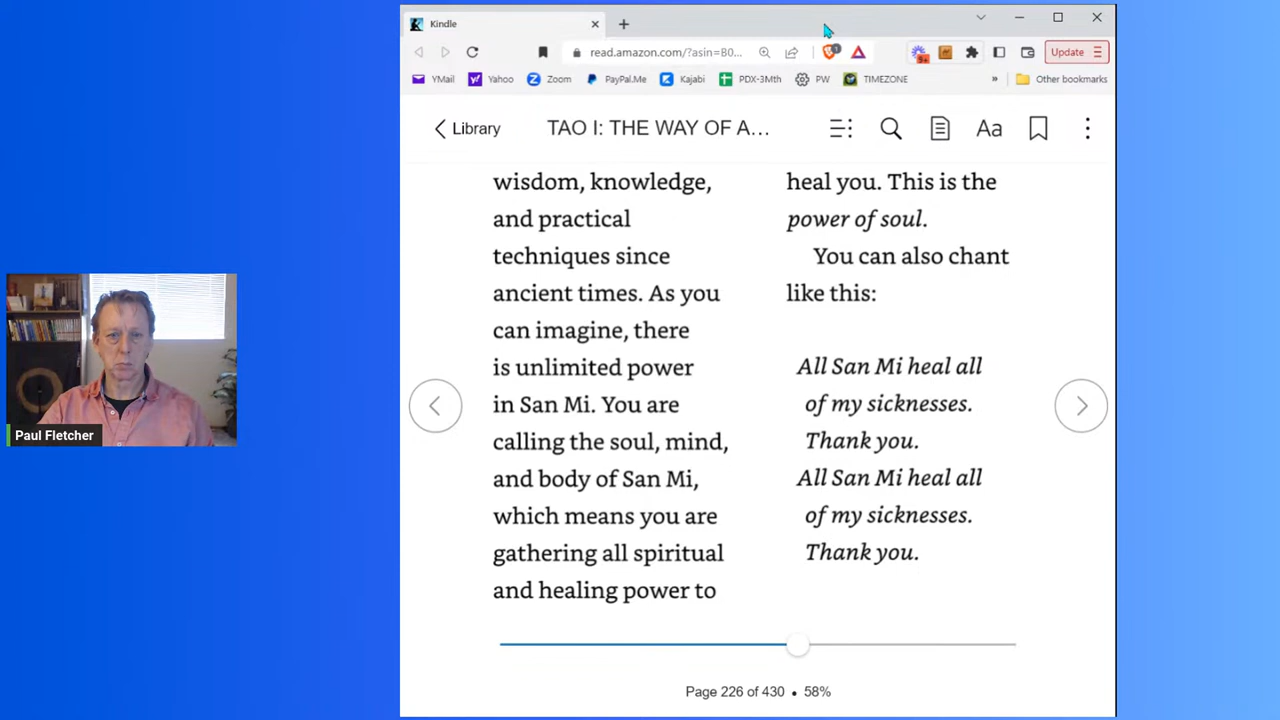 Kindle
read.amazon.com/?asin=B0...
1
9+
Update
YMail
Yahoo
Zoom
PayPal.Me
Kajabi
PDX-3Mth
PW
TIMEZONE
»
Other bookmarks
Library
TAO I: THE WAY OF A...
Aa
wisdom, knowledge,
and practical
techniques since
ancient times. As you
can imagine, there
is unlimited power
in San Mi. You are
calling the soul, mind,
and body of San Mi,
which means you are
gathering all spiritual
and healing power to
heal you. This is the
power of soul.
You can also chant
like this:
All San Mi heal all
of my sicknesses.
Thank you.
All San Mi heal all
of my sicknesses.
Thank you.
Page 226 of 430 • 58%
Paul Fletcher